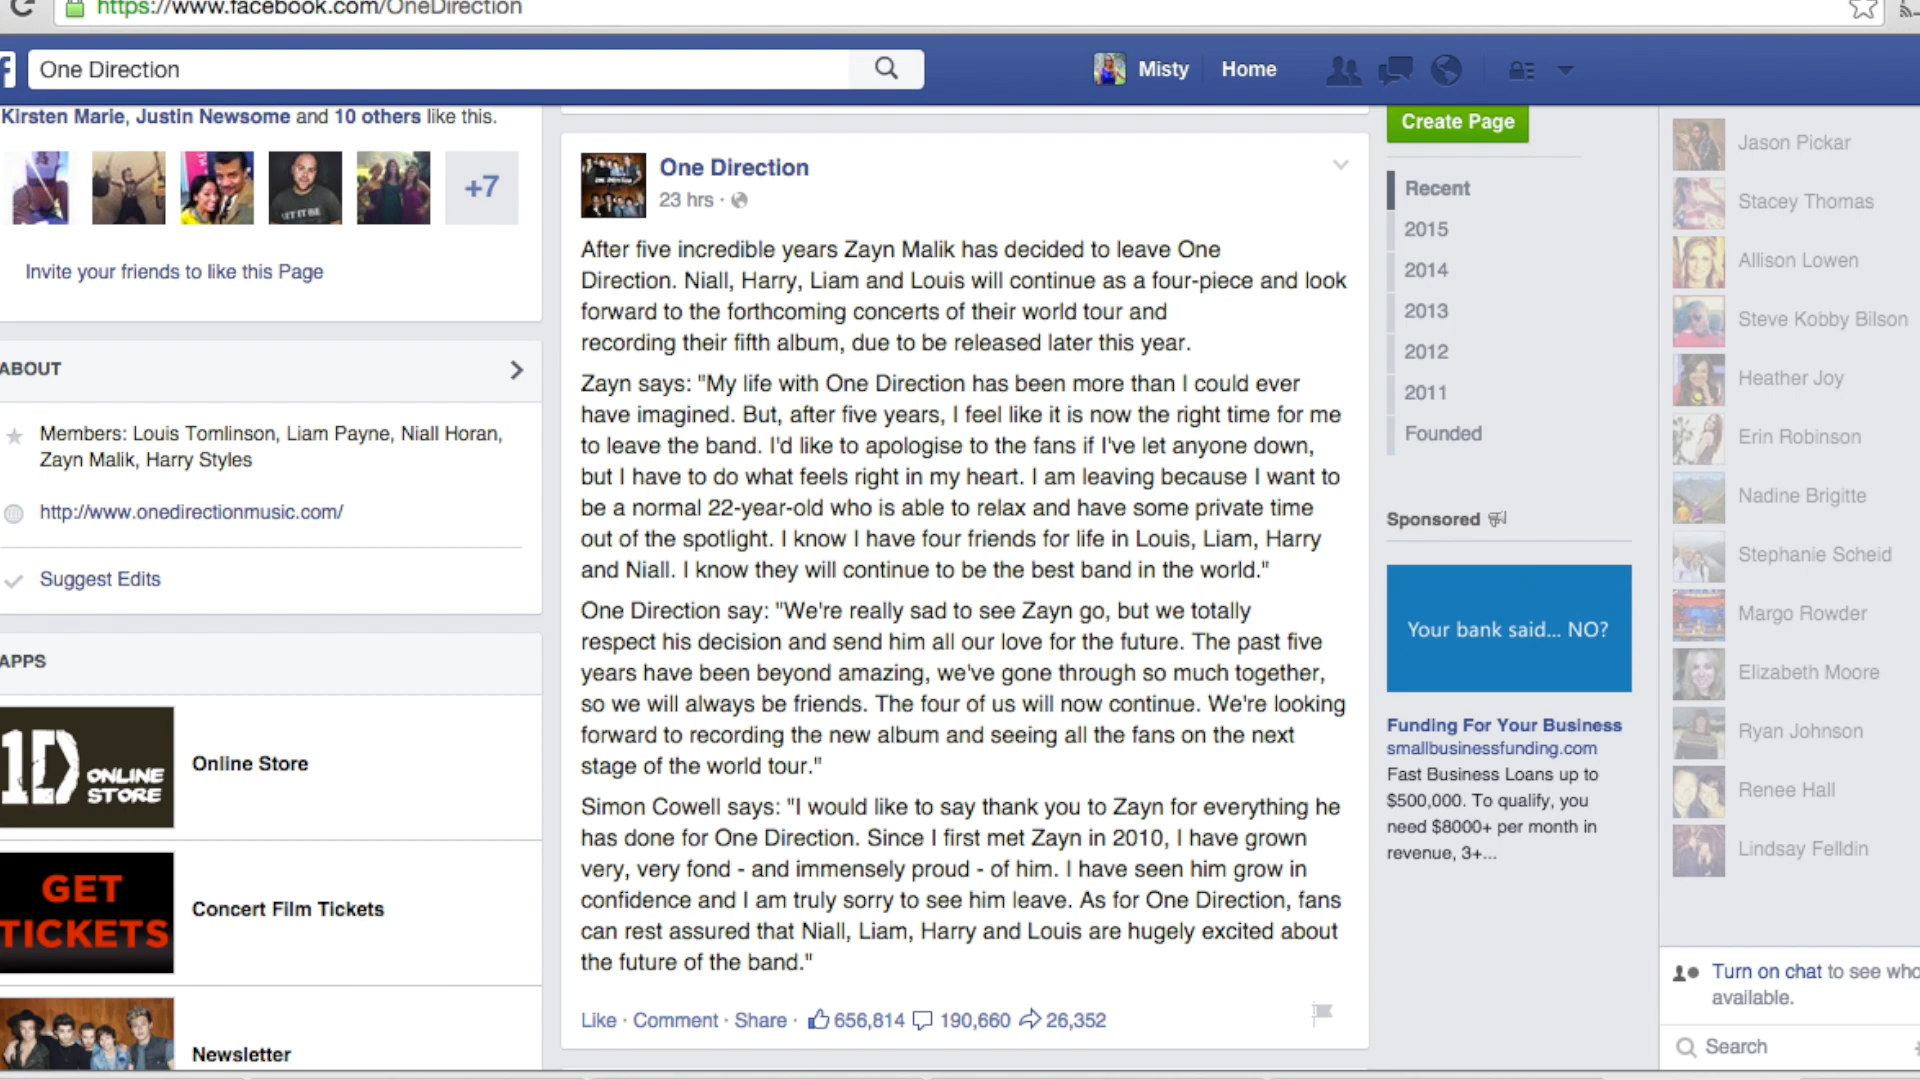 https://www.facebook.com/OneDirection
One Direction
Misty
Home
Kirsten Marie, Justin Newsome and 10 others like this.
+7
Invite your friends to like this Page
ABOUT
Members: Louis Tomlinson, Liam Payne, Niall Horan,
Zayn Malik, Harry Styles
http://www.onedirectionmusic.com/
Suggest Edits
APPS
1D ONLINE
STORE
Online Store
GET
TICKETS
Concert Film Tickets
Newsletter
One Direction
23 hrs ·
After five incredible years Zayn Malik has decided to leave One
Direction. Niall, Harry, Liam and Louis will continue as a four-piece and look
forward to the forthcoming concerts of their world tour and
recording their fifth album, due to be released later this year.
Zayn says: "My life with One Direction has been more than I could ever
have imagined. But, after five years, I feel like it is now the right time for me
to leave the band. I'd like to apologise to the fans if I've let anyone down,
but I have to do what feels right in my heart. I am leaving because I want to
be a normal 22-year-old who is able to relax and have some private time
out of the spotlight. I know I have four friends for life in Louis, Liam, Harry
and Niall. I know they will continue to be the best band in the world."
One Direction say: "We're really sad to see Zayn go, but we totally
respect his decision and send him all our love for the future. The past five
years have been beyond amazing, we've gone through so much together,
so we will always be friends. The four of us will now continue. We're looking
forward to recording the new album and seeing all the fans on the next
stage of the world tour."
Simon Cowell says: "I would like to say thank you to Zayn for everything he
has done for One Direction. Since I first met Zayn in 2010, I have grown
very, very fond - and immensely proud - of him. I have seen him grow in
confidence and I am truly sorry to see him leave. As for One Direction, fans
can rest assured that Niall, Liam, Harry and Louis are hugely excited about
the future of the band."
Like · Comment · Share · 656,814 190,660 26,352
Create Page
Recent
2015
2014
2013
2012
2011
Founded
Sponsored
Your bank said... NO?
Funding For Your Business
smallbusinessfunding.com
Fast Business Loans up to
$500,000. To qualify, you
need $8000+ per month in
revenue, 3+...
Jason Pickar
Stacey Thomas
Allison Lowen
Steve Kobby Bilson
Heather Joy
Erin Robinson
Nadine Brigitte
Stephanie Scheid
Margo Rowder
Elizabeth Moore
Ryan Johnson
Renee Hall
Lindsay Felldin
Turn on chat to see who
available.
Search